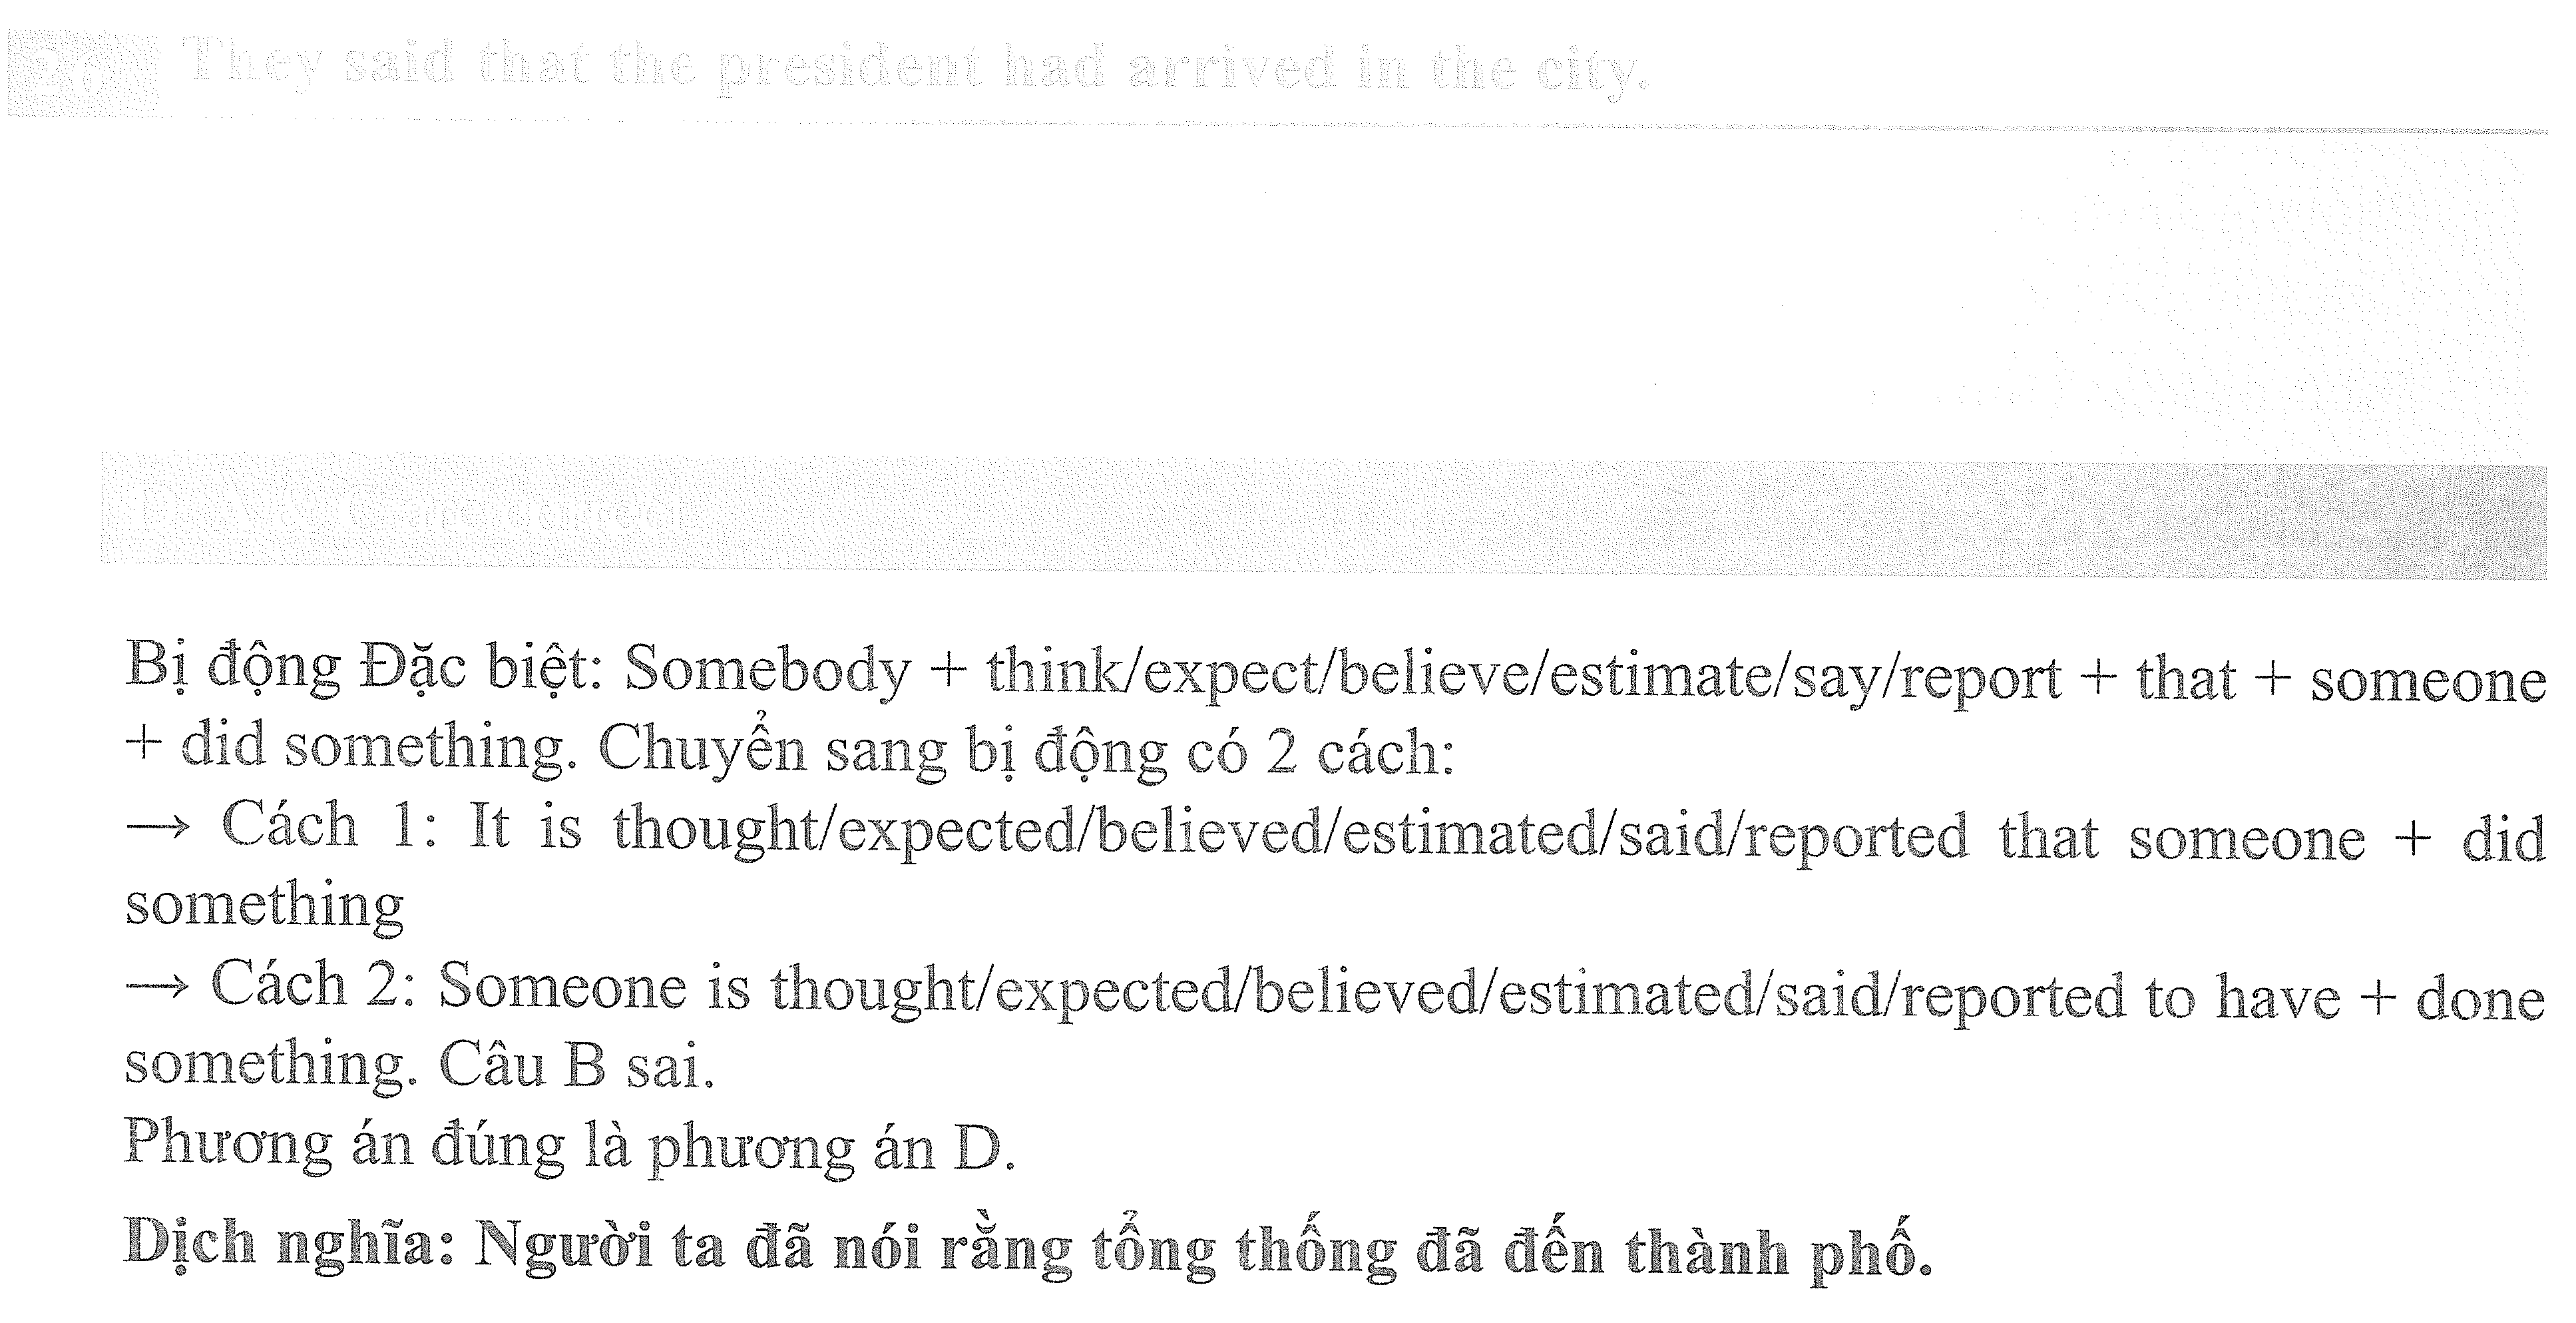 20 They said that the president had arrived in the city.
D. A & C are correct
Bị động Đặc biệt: Somebody + think/expect/believe/estimate/say/report + that + someone
+ did something. Chuyển sang bị động có 2 cách:
→ Cách 1: It is thought/expected/believed/estimated/said/reported that someone + did
something
→ Cách 2: Someone is thought/expected/believed/estimated/said/reported to have + done
something. Câu B sai.
Phương án đúng là phương án D.
Dịch nghĩa: Người ta đã nói rằng tổng thống đã đến thành phố.